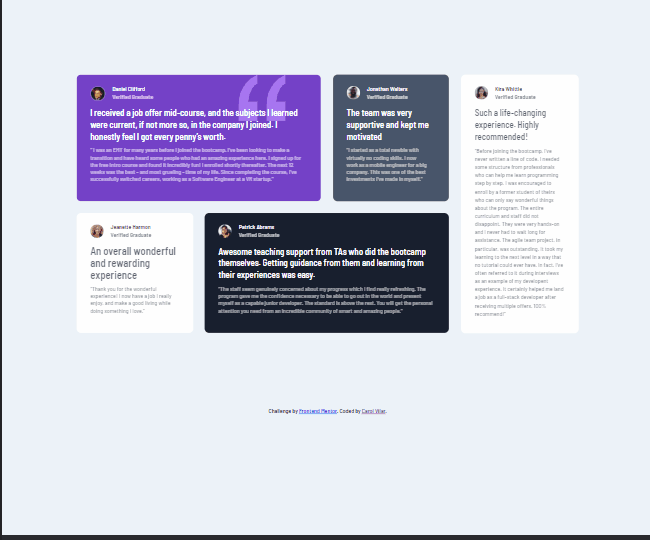 Daniel Clifford
Verified Graduate
I received a job offer mid-course, and the subjects I learned
were current, if not more so, in the company I joined. I
honestly feel I got every penny's worth.
"I was an EMT for many years before I joined the bootcamp. I've been looking to make a
transition and have heard some people who had an amazing experience here. I signed up for
the free intro course and found it incredibly fun! I enrolled shortly thereafter. The next 12
weeks was the best - and most grueling - time of my life. Since completing the course, I've
successfully switched careers, working as a Software Engineer at a VR startup."
Jonathan Walters
Verified Graduate
The team was very
supportive and kept me
motivated
"I started as a total newbie with
virtually no coding skills. I now
work as a mobile engineer for a big
company. This was one of the best
investments I've made in myself."
Kira Whittle
Verified Graduate
Such a life-changing
experience. Highly
recommended!
"Before joining the bootcamp, I've
never written a line of code. I needed
some structure from professionals
who can help me learn programming
step by step. I was encouraged to
enroll by a former student of theirs
who can only say wonderful things
about the program. The entire
curriculum and staff did not
disappoint. They were very hands-on
and I never had to wait long for
assistance. The agile team project, in
particular, was outstanding. It took my
learning to the next level in a way that
no tutorial could ever have. In fact, I've
often referred to it during interviews
as an example of my developent
experience. It certainly helped me land
a job as a full-stack developer after
receiving multiple offers. 100%
recommend!"
Jeanette Harmon
Verified Graduate
An overall wonderful
and rewarding
experience
"Thank you for the wonderful
experience! I now have a job I really
enjoy, and make a good living while
doing something I love."
Patrick Abrams
Verified Graduate
Awesome teaching support from TAs who did the bootcamp
themselves. Getting guidance from them and learning from
their experiences was easy.
"The staff seem genuinely concerned about my progress which I find really refreshing. The
program gave me the confidence necessary to be able to go out in the world and present
myself as a capable junior developer. The standard is above the rest. You will get the personal
attention you need from an incredible community of smart and amazing people."
Challenge by Frontend Mentor. Coded by Carol Vilar.